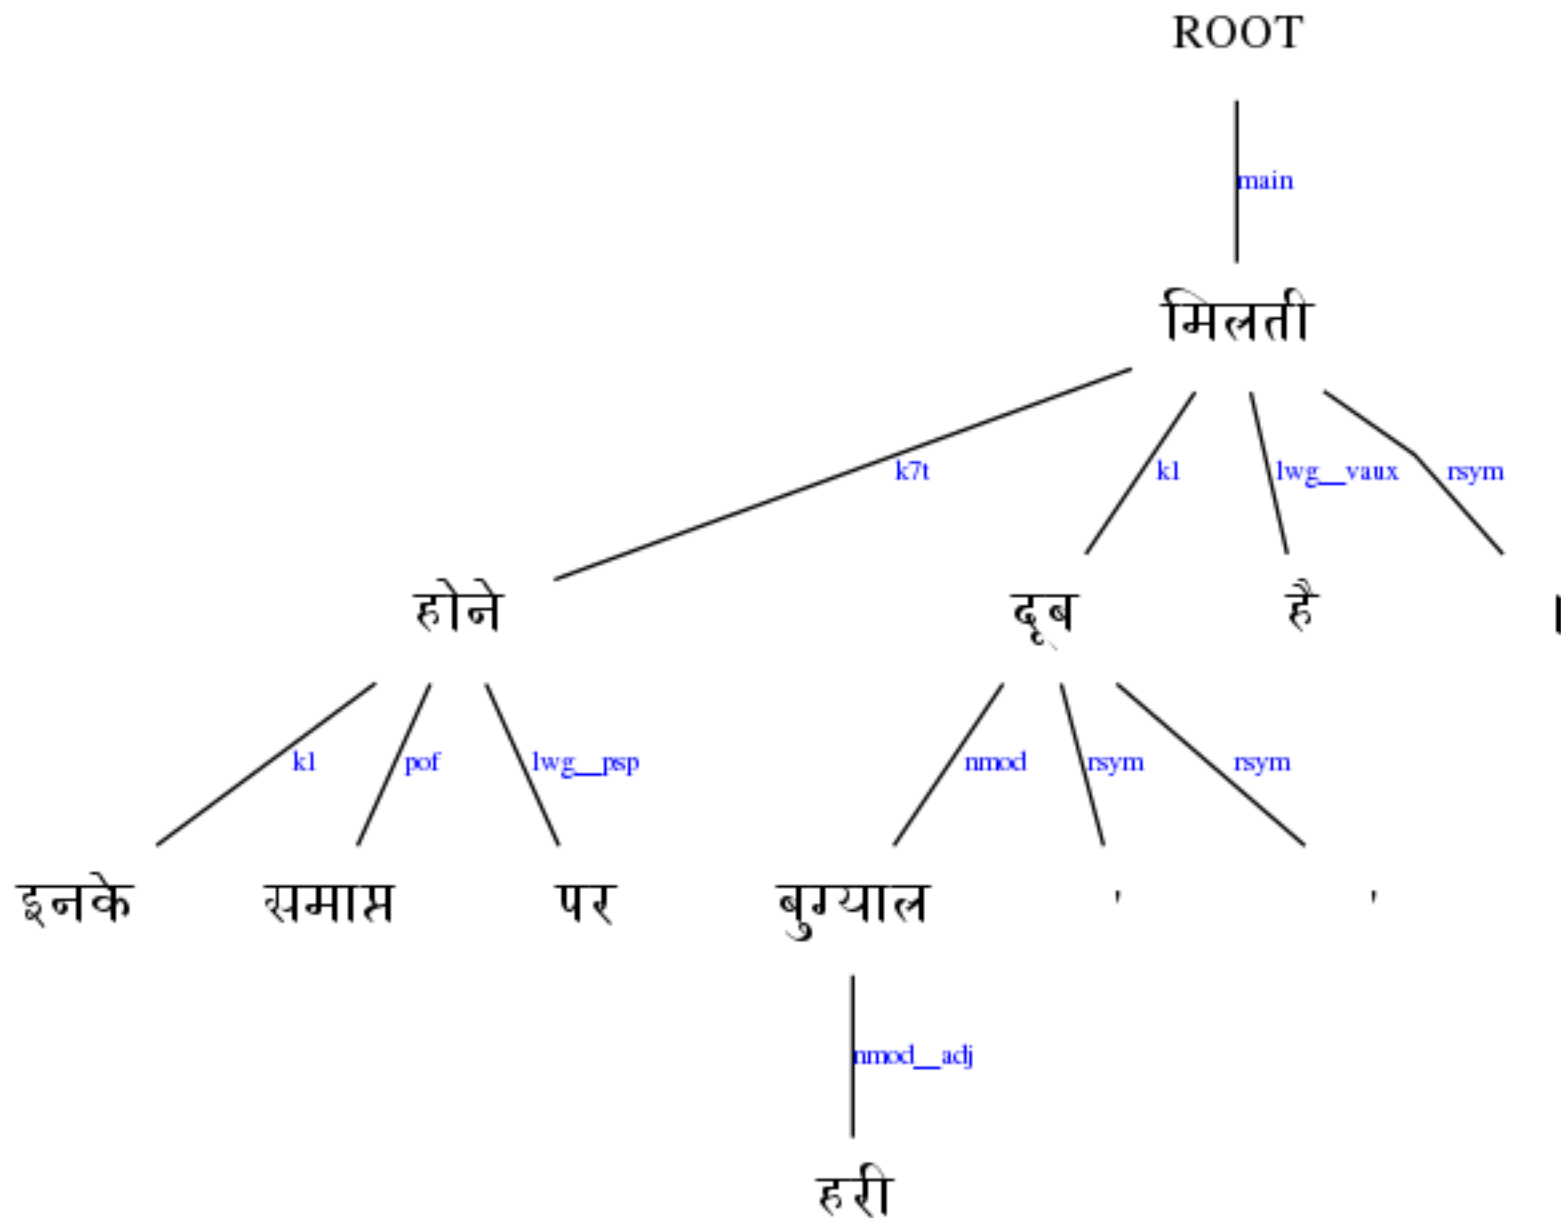 ROOT
main
मिलती
k7t k1 lwg__vaux rsym
होने दूब है ।
k1 pof lwg__psp nmod rsym rsym
इनके समाप्त पर बुग्याल ' '
nmod__adj
हरी